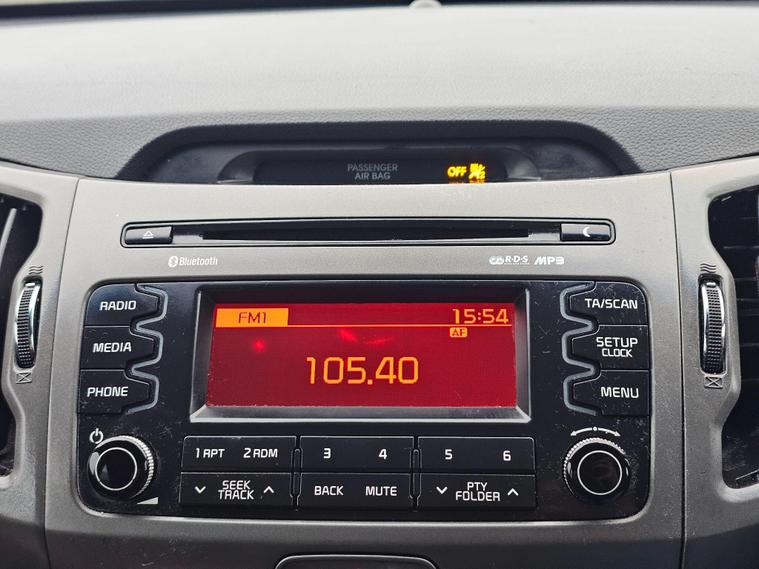 PASSENGER
AIR BAG
OFF
Bluetooth
R·D·S MP3
RADIO
MEDIA
PHONE
FM1 15:54
AF
105.40
TA/SCAN
SETUP
CLOCK
MENU
1 RPT 2 RDM 3 4 5 6
SEEK
TRACK
BACK MUTE
PTY
FOLDER